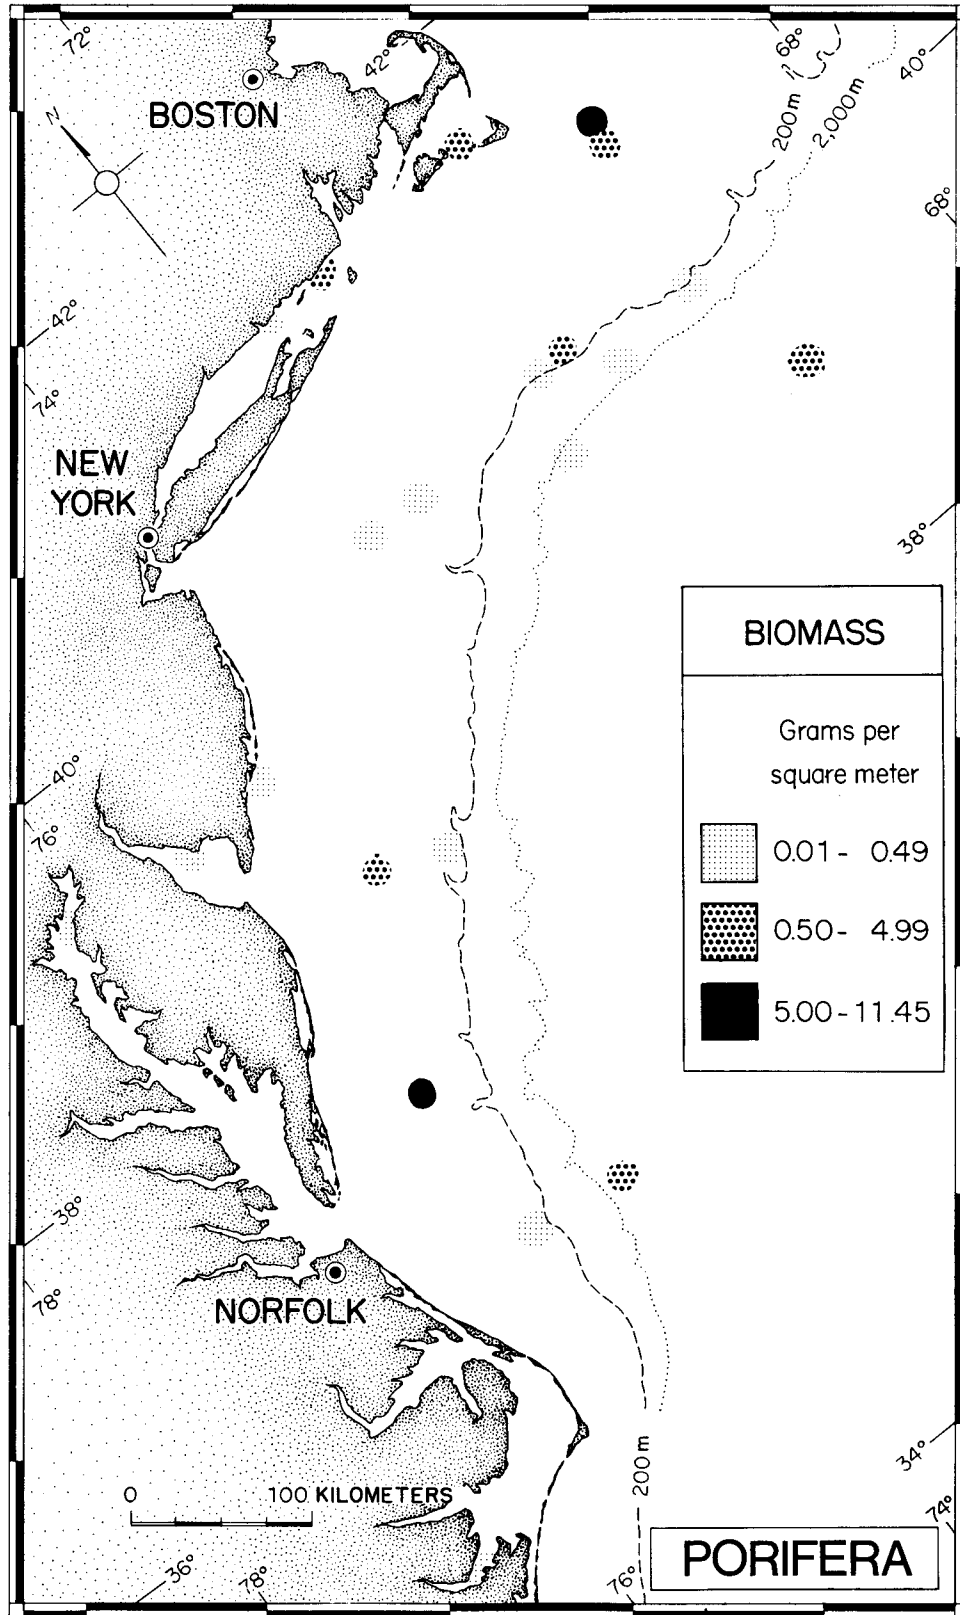 72°
42°
68°
40°
BOSTON
200m
2,000m
N
68°
42°
74°
NEW
YORK
38°
BIOMASS
Grams per
square meter
0.01 - 0.49
0.50 - 4.99
5.00 - 11.45
40°
76°
38°
78°
NORFOLK
34°
200m
0 100 KILOMETERS
74°
PORIFERA
36°
78°
76°